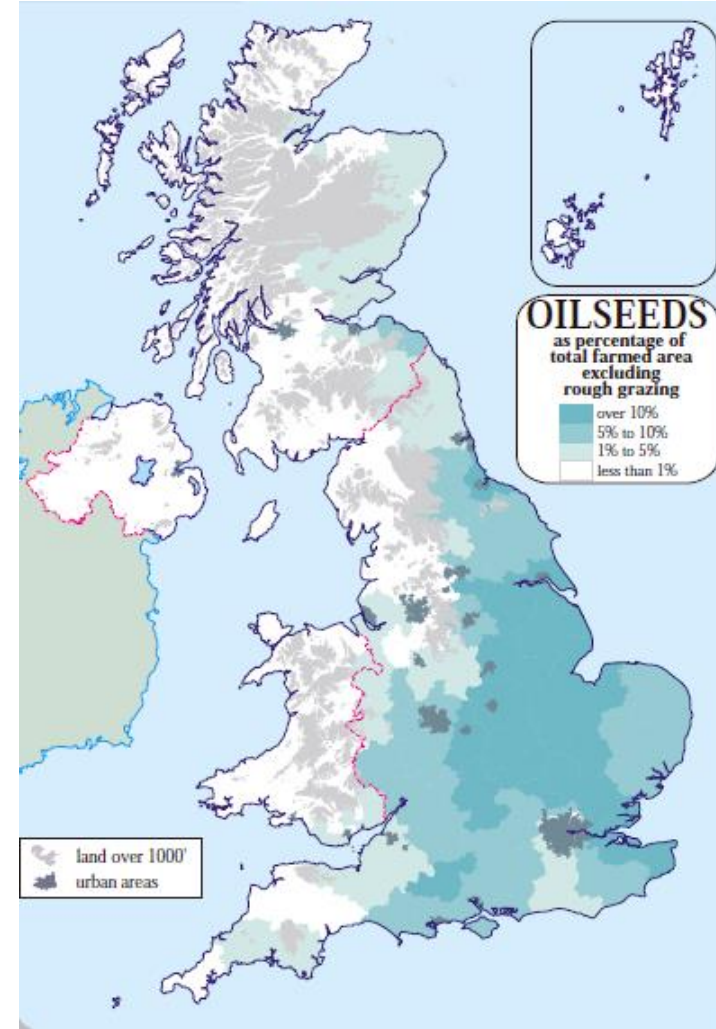 OILSEEDS
as percentage of
total farmed area
excluding
rough grazing
over 10%
5% to 10%
1% to 5%
less than 1%
land over 1000'
urban areas